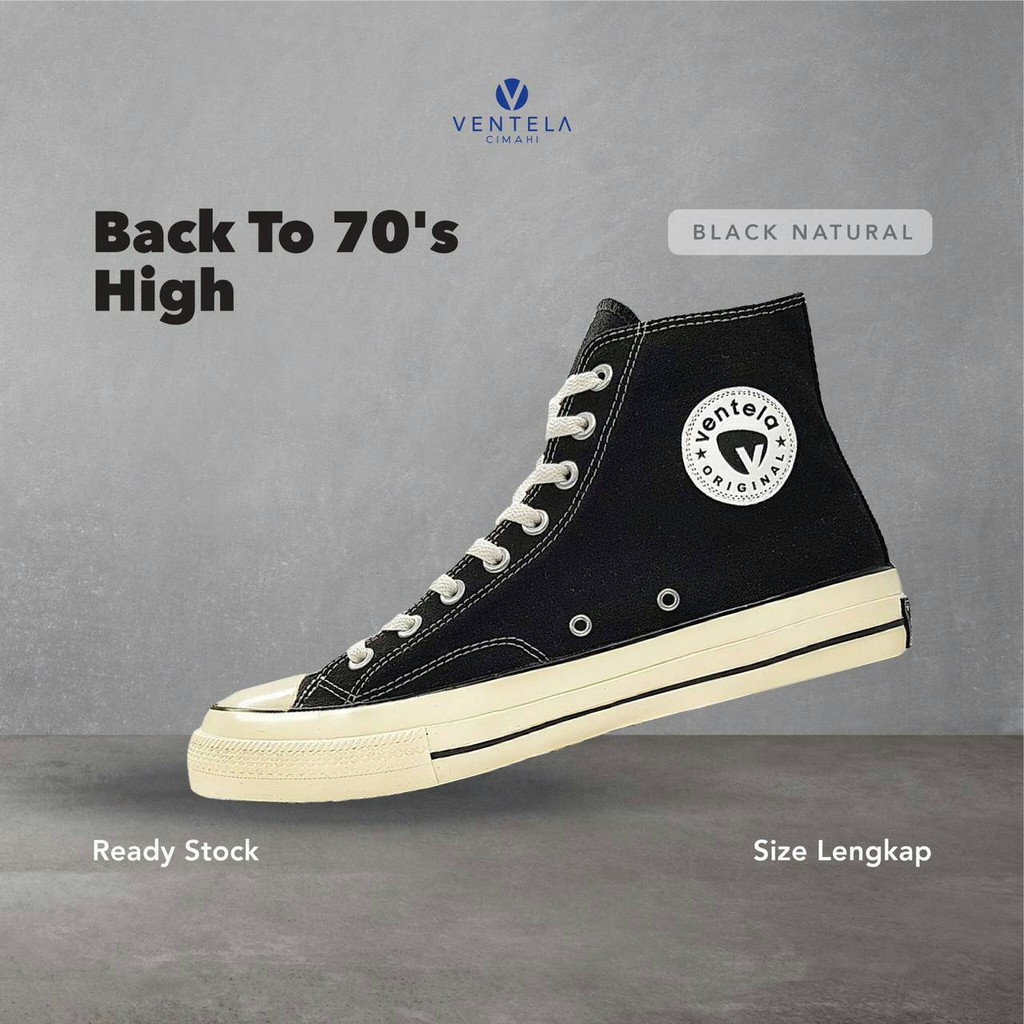 VENTELA
CIMAHI
Back To 70's
High
BLACK NATURAL
ventela
V
ORIGINAL
Ready Stock
Size Lengkap